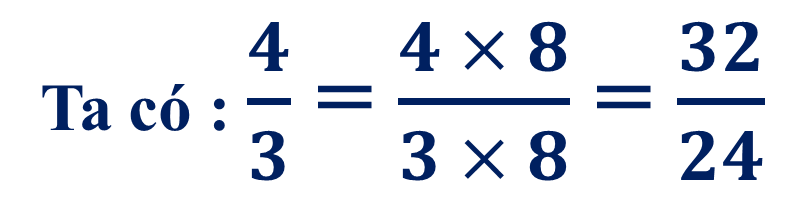 Ta có : 4/3 = 4 × 8/3 × 8 = 32/24